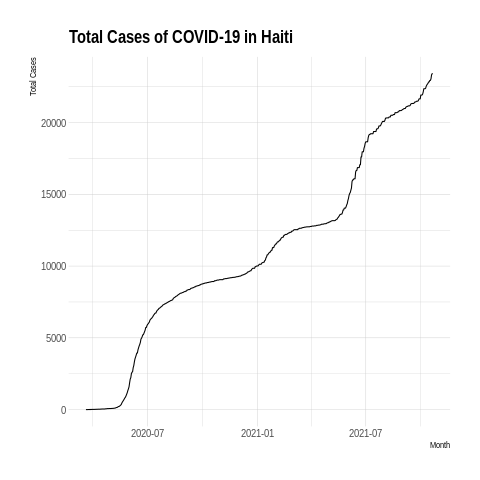 Total Cases of COVID-19 in Haiti
Total Cases
20000
15000
10000
5000
0
2020-07 2021-01 2021-07
Month